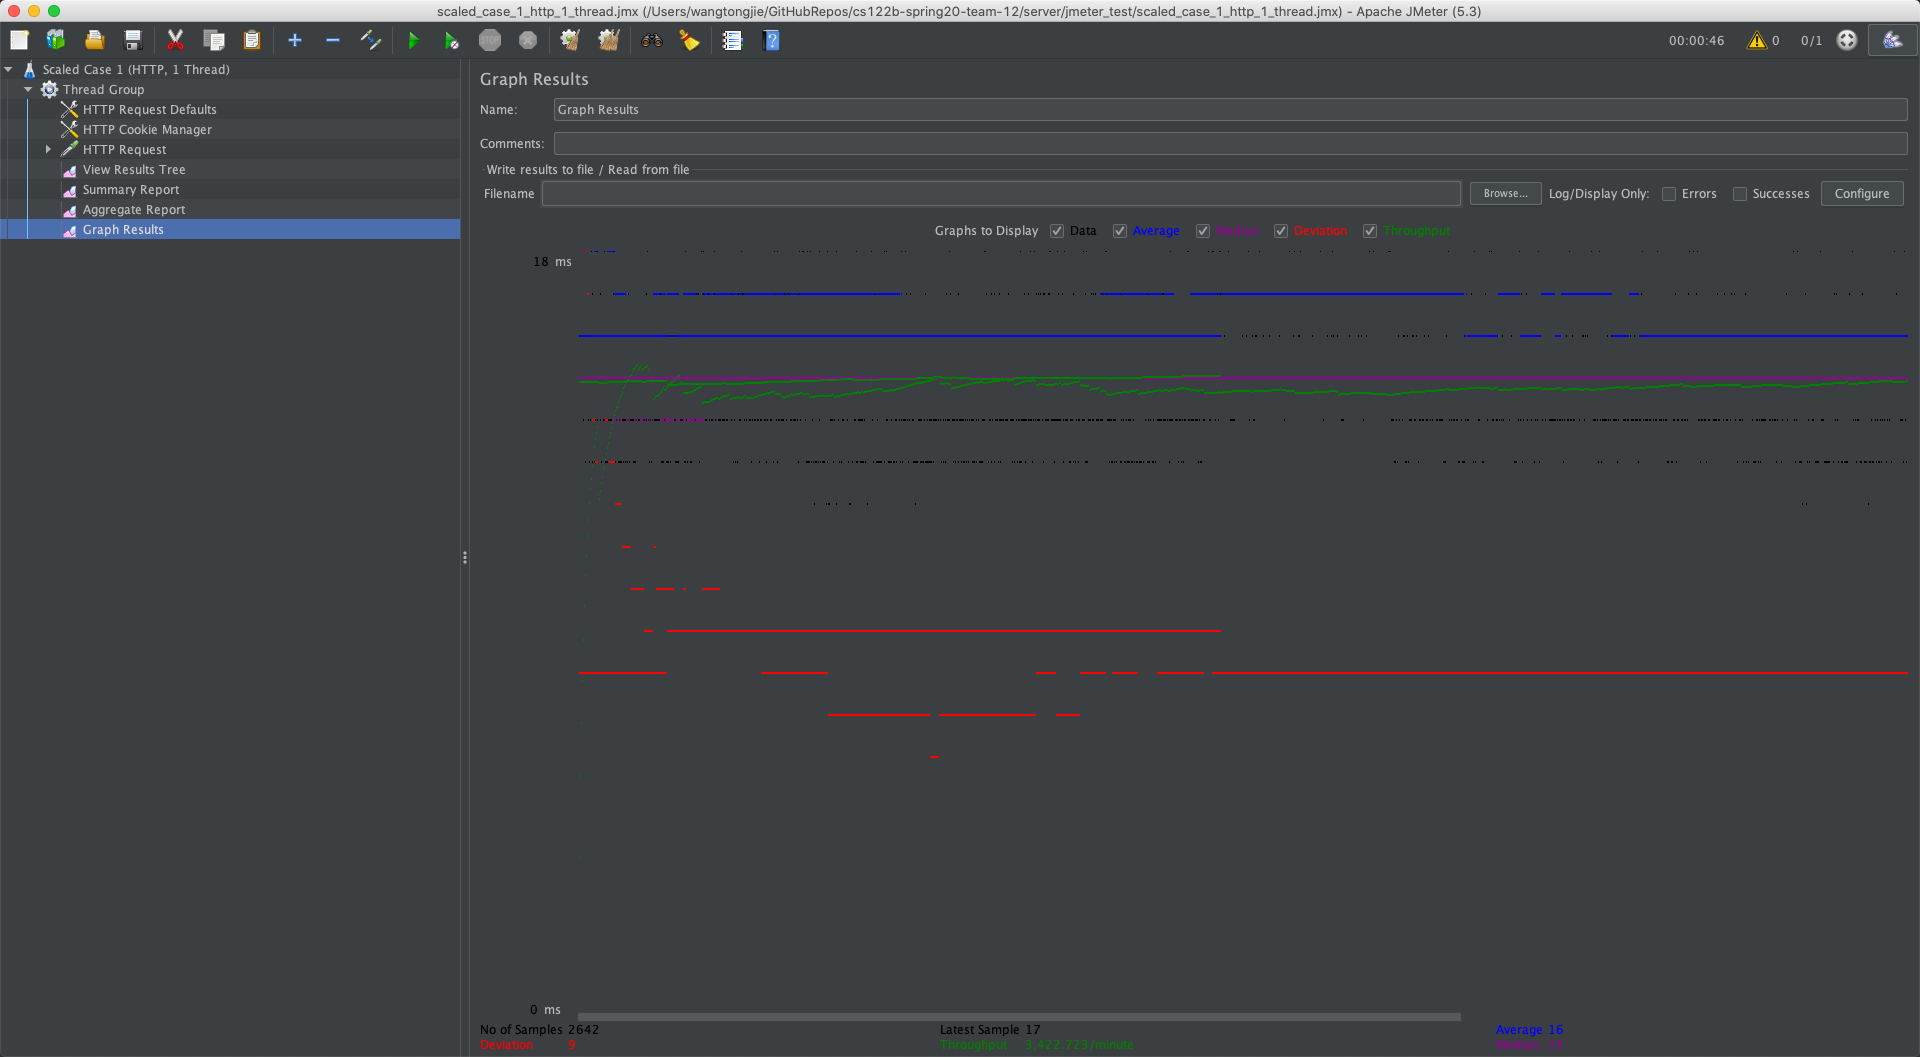 scaled_case_1_http_1_thread.jmx (/Users/wangtongjie/GitHubRepos/cs122b-spring20-team-12/server/jmeter_test/scaled_case_1_http_1_thread.jmx) - Apache JMeter (5.3)
STOP
00:00:46
0
0/1
Scaled Case 1 (HTTP, 1 Thread)
Thread Group
HTTP Request Defaults
HTTP Cookie Manager
HTTP Request
View Results Tree
Summary Report
Aggregate Report
Graph Results
Graph Results
Name: Graph Results
Comments:
Write results to file / Read from file
Filename Browse... Log/Display Only: Errors Successes Configure
Graphs to Display Data Average Median Deviation Throughput
18 ms
0 ms
No of Samples 2642 Latest Sample 17 Average 16
Deviation 9 Throughput 3,422.723/minute Median